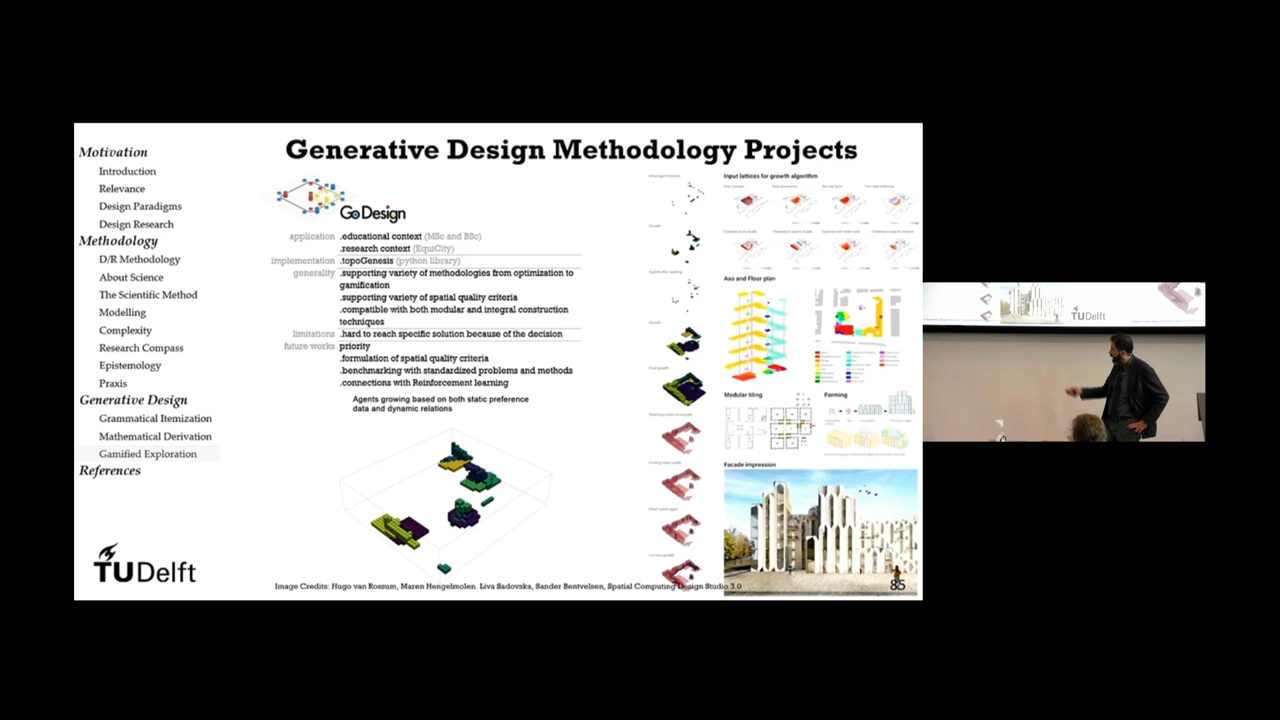 Generative Design Methodology Projects
Motivation
Introduction
Relevance
Design Paradigms
Design Research
Methodology
D/R Methodology
About Science
The Scientific Method
Modelling
Complexity
Research Compass
Epistemology
Praxis
Generative Design
Grammatical Itemization
Mathematical Derivation
Gamified Exploration
References
TUDelft
Go Design
application .educational context (MSc and BSc)
.research context (EquiCity)
implementation .topoGenesis (python library)
generality .supporting variety of methodologies from optimization to
gamification
.supporting variety of spatial quality criteria
.compatible with both modular and integral construction
techniques
limitations .hard to reach specific solution because of the decision
future works priority
.formulation of spatial quality criteria
.benchmarking with standardized problems and methods
.connections with Reinforcement learning
Agents growing based on both static preference
data and dynamic relations
Input lattices for growth algorithm
Axo and Floor plan
Modular tiling
Forming
Facade impression
Image Credits: Hugo van Rossum, Maren Hengelmolen. Liva Sadovska, Sander Bentvelsen, Spatial Computing Design Studio 3.0
85
TUDelft